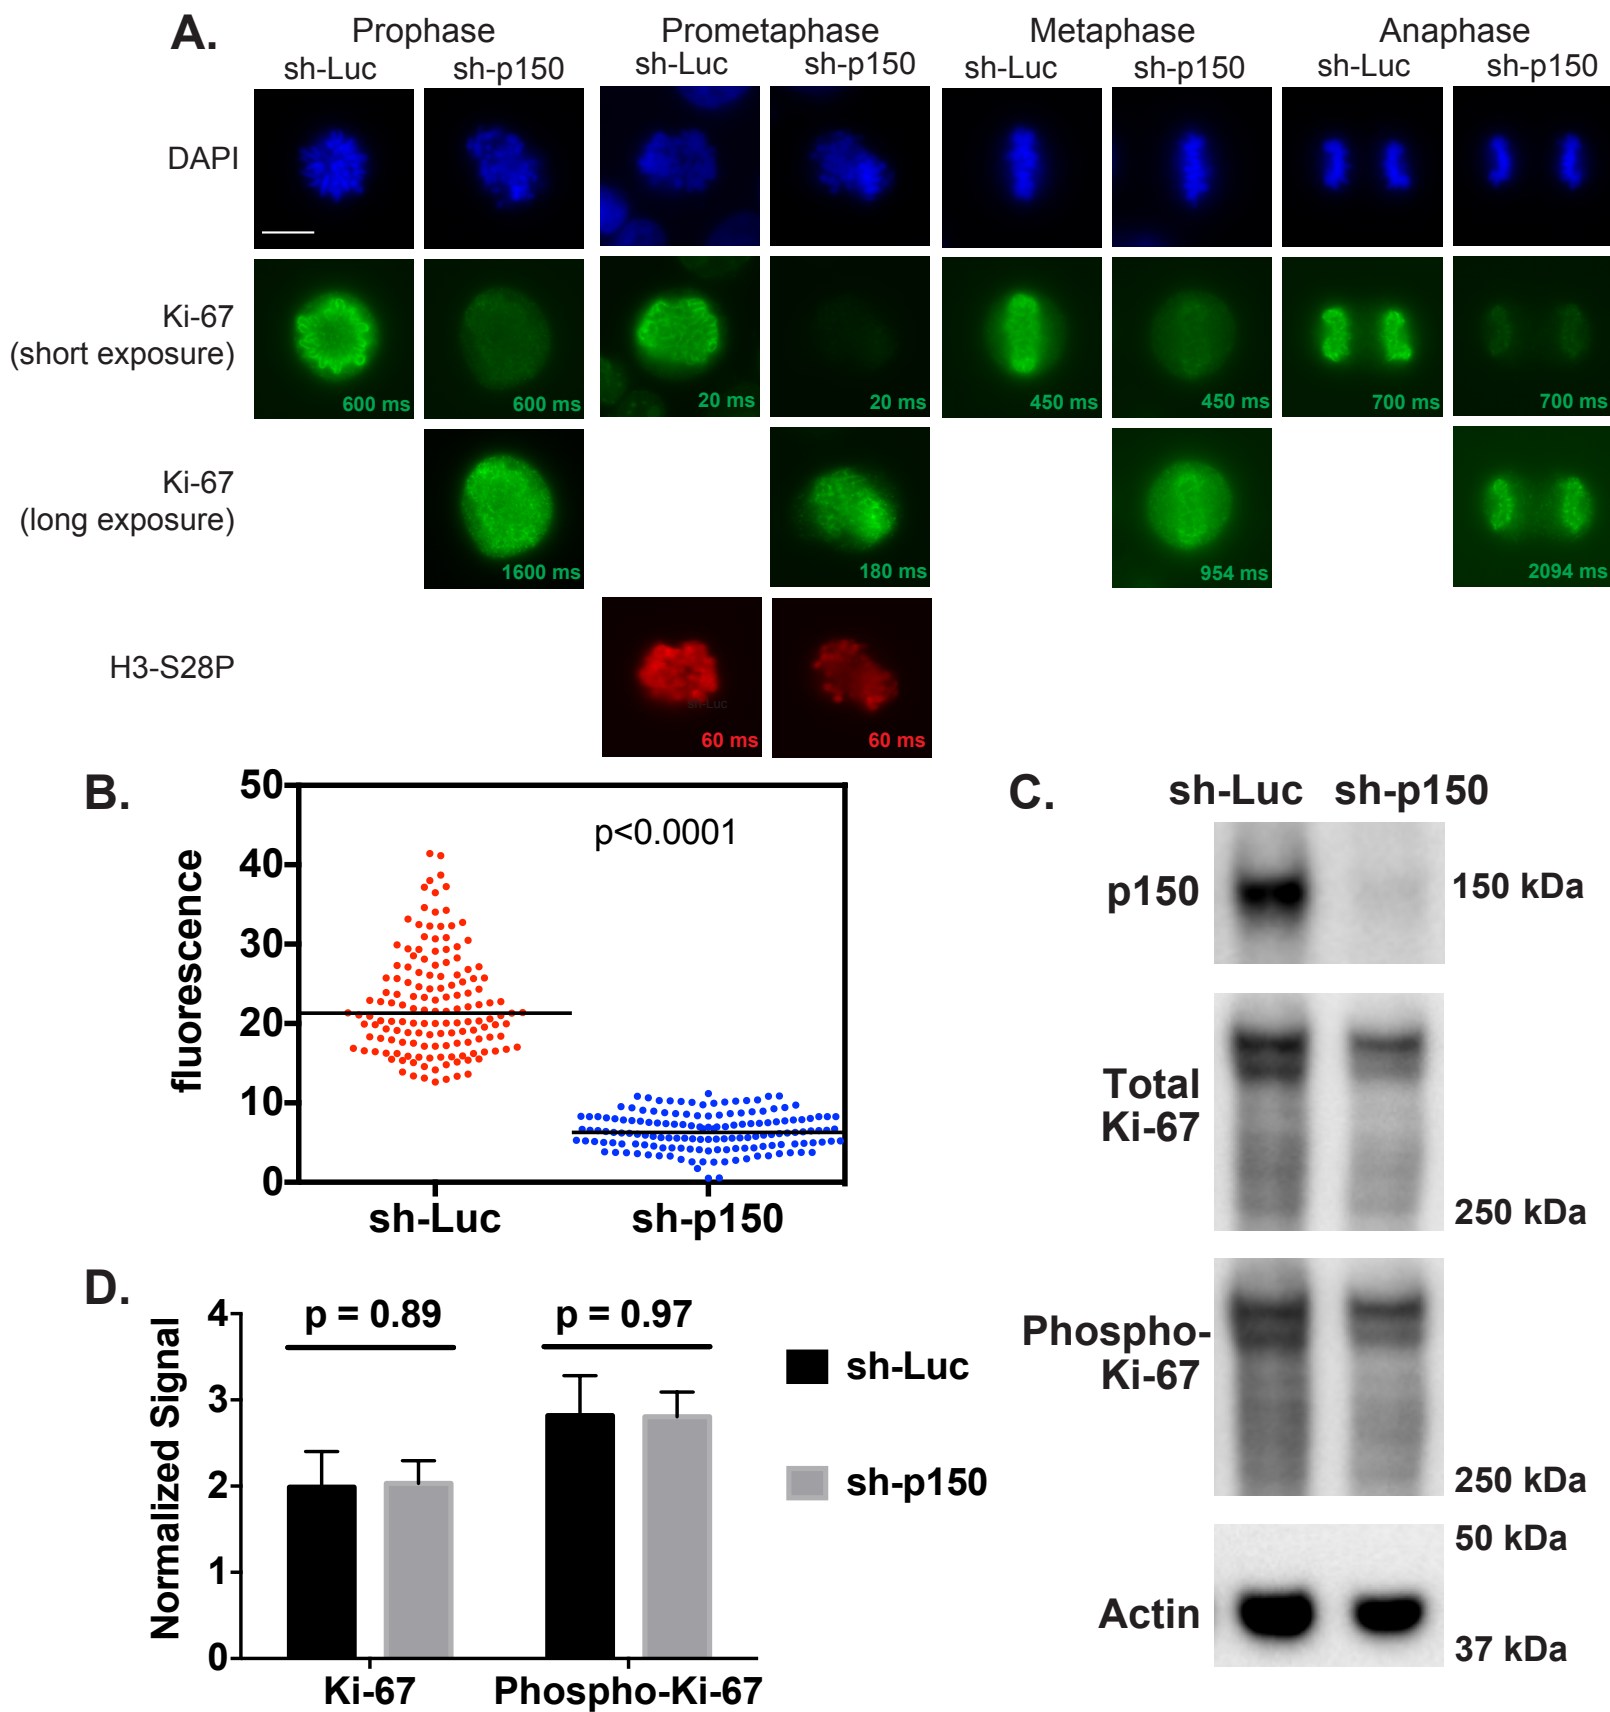 A.
Prophase Prometaphase Metaphase Anaphase
sh-Luc sh-p150 sh-Luc sh-p150 sh-Luc sh-p150 sh-Luc sh-p150
DAPI
Ki-67
(short exposure)
600 ms 600 ms 20 ms 20 ms 450 ms 450 ms 700 ms 700 ms
Ki-67
(long exposure)
1600 ms 180 ms 954 ms 2094 ms
H3-S28P
sh-Luc
60 ms 60 ms
B.
50
40
30
20
10
0
fluorescence
p<0.0001
sh-Luc sh-p150
C.
sh-Luc sh-p150
p150
150 kDa
Total
Ki-67
250 kDa
Phospho-
Ki-67
250 kDa
50 kDa
Actin
37 kDa
D.
Normalized Signal
4
3
2
1
0
p = 0.89 p = 0.97
sh-Luc
sh-p150
Ki-67 Phospho-Ki-67